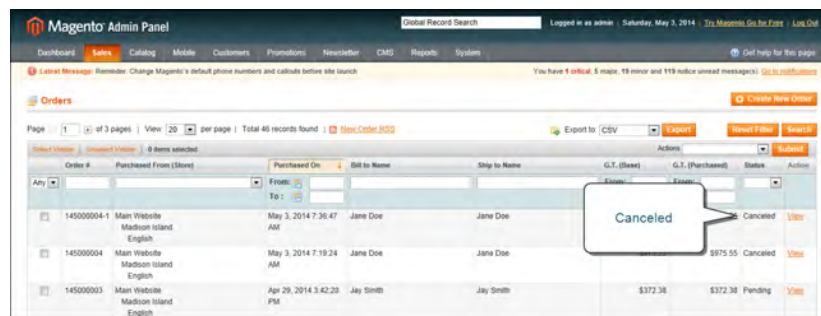 Magento Admin Panel
Global Record Search
Logged in as admin | Saturday, May 3, 2014 | Try Magento Go for Free | Log Out
Dashboard Sales Catalog Mobile Customers Promotions Newsletter CMS Reports System
Get help for this page
Latest Message: Reminder: Change Magento's default phone numbers and callouts before site launch
You have 1 critical, 5 major, 19 minor and 119 notice unread message(s). Go to notifications
Orders
Create New Order
Page 1 of 3 pages | View 20 per page | Total 46 records found | New Order RSS
Export to: CSV Export Reset Filter Search
Select Visible | Unselect Visible | 0 items selected
Actions Submit
Order # Purchased From (Store) Purchased On Bill to Name Ship to Name G.T. (Base) G.T. (Purchased) Status Action
Any From: From: From:
To :
145000004-1 Main Website May 3, 2014 7:36:47 Jane Doe Jane Doe Canceled Canceled View
Madison Island AM
English
145000004 Main Website May 3, 2014 7:19:24 Jane Doe Jane Doe $975.55 Canceled View
Madison Island AM
English
145000003 Main Website Apr 29, 2014 3:42:20 Jay Smith Jay Smith $372.38 $372.38 Pending View
Madison Island PM
English